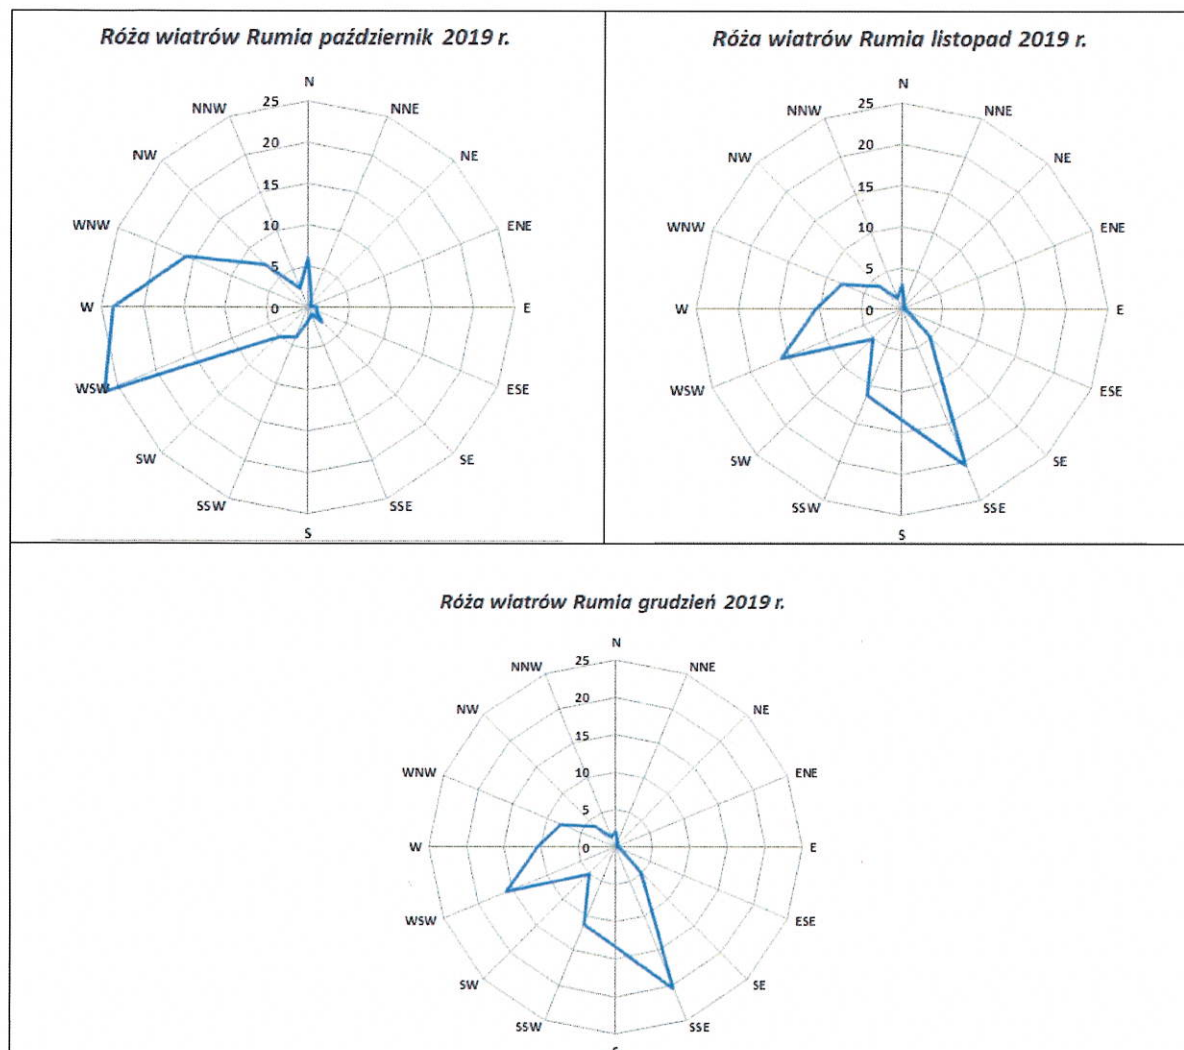 Róża wiatrów Rumia październik 2019 r.
N
NNE
NE
ENE
E
ESE
SE
SSE
S
SSW
SW
WSW
W
WNW
NW
NNW
25
20
15
10
5
0
Róża wiatrów Rumia listopad 2019 r.
N
NNE
NE
ENE
E
ESE
SE
SSE
S
SSW
SW
WSW
W
WNW
NW
NNW
25
20
15
10
5
0
Róża wiatrów Rumia grudzień 2019 r.
N
NNE
NE
ENE
E
ESE
SE
SSE
SSW
SW
WSW
W
WNW
NW
NNW
25
20
15
10
5
0